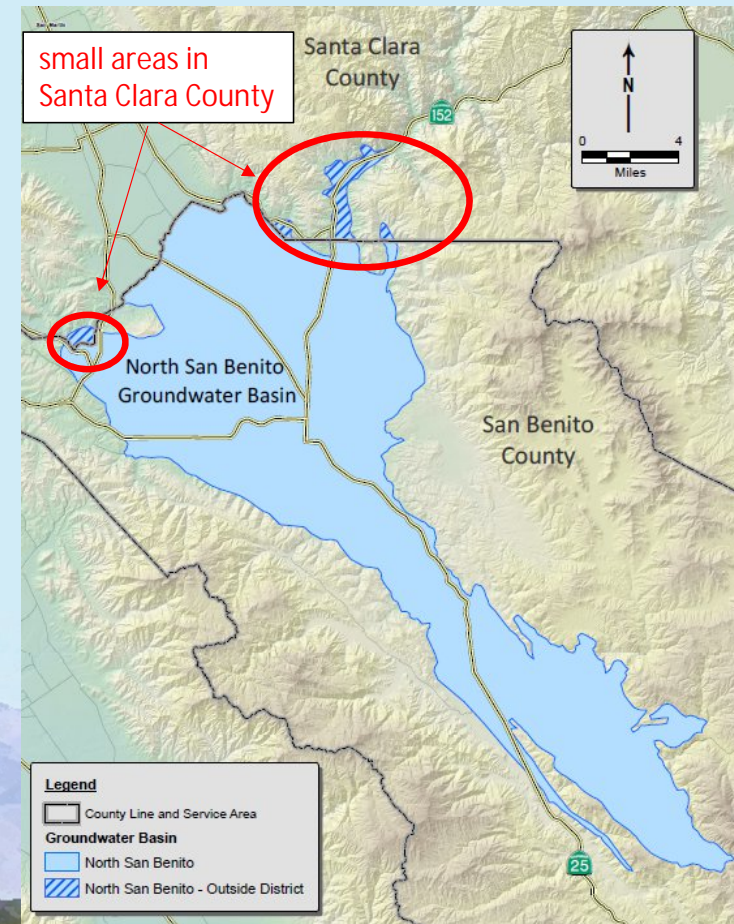 small areas in
Santa Clara County
Santa Clara
County
152
N
0 4
Miles
North San Benito
Groundwater Basin
San Benito
County
25
Legend
County Line and Service Area
Groundwater Basin
North San Benito
North San Benito - Outside District